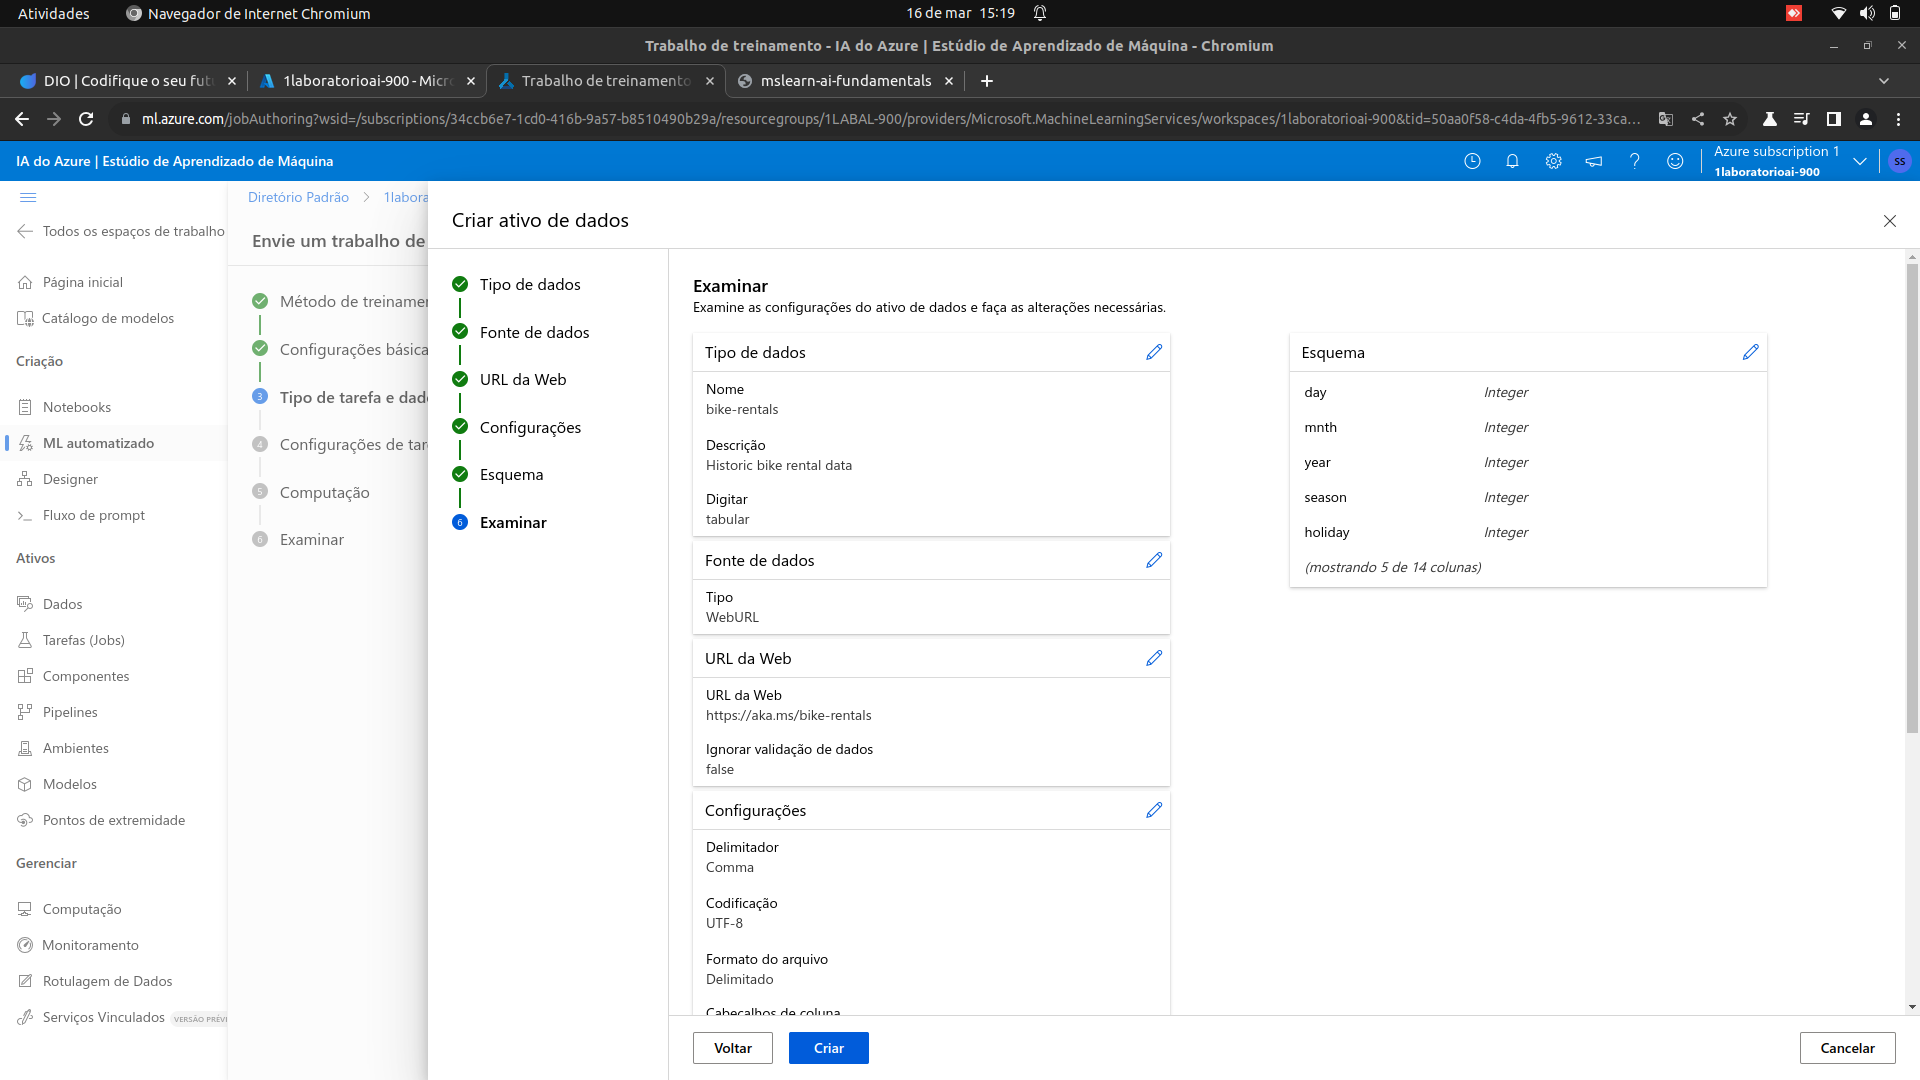 Atividades
Navegador de Internet Chromium
16 de mar 15:19
Trabalho de treinamento - IA do Azure | Estúdio de Aprendizado de Máquina - Chromium
DIO | Codifique o seu fut
1laboratorioai-900 - Micr
Trabalho de treinamento
mslearn-ai-fundamentals
ml.azure.com/jobAuthoring?wsid=/subscriptions/34ccb6e7-1cd0-416b-9a57-b8510490b29a/resourcegroups/1LABAL-900/providers/Microsoft.MachineLearningServices/workspaces/1laboratorioai-900&tid=50aa0f58-c4da-4fb5-9612-33ca...
IA do Azure | Estúdio de Aprendizado de Máquina
Azure subscription 1
1laboratorioai-900
SS
Todos os espaços de trabalho
Página inicial
Catálogo de modelos
Criação
Notebooks
ML automatizado
Designer
Fluxo de prompt
Ativos
Dados
Tarefas (Jobs)
Componentes
Pipelines
Ambientes
Modelos
Pontos de extremidade
Gerenciar
Computação
Monitoramento
Rotulagem de Dados
Serviços Vinculados VERSÃO PRÉVI
Diretório Padrão > 1labora
Envie um trabalho de
Método de treinamen
Configurações básica
3 Tipo de tarefa e dad
4 Configurações de tar
5 Computação
6 Examinar
Criar ativo de dados
Tipo de dados
Fonte de dados
URL da Web
Configurações
Esquema
6 Examinar
Examinar
Examine as configurações do ativo de dados e faça as alterações necessárias.
Tipo de dados
Nome
bike-rentals
Descrição
Historic bike rental data
Digitar
tabular
Fonte de dados
Tipo
WebURL
URL da Web
URL da Web
https://aka.ms/bike-rentals
Ignorar validação de dados
false
Configurações
Delimitador
Comma
Codificação
UTF-8
Formato do arquivo
Delimitado
Cabeçalhos de coluna
Esquema
day Integer
mnth Integer
year Integer
season Integer
holiday Integer
(mostrando 5 de 14 colunas)
Voltar
Criar
Cancelar